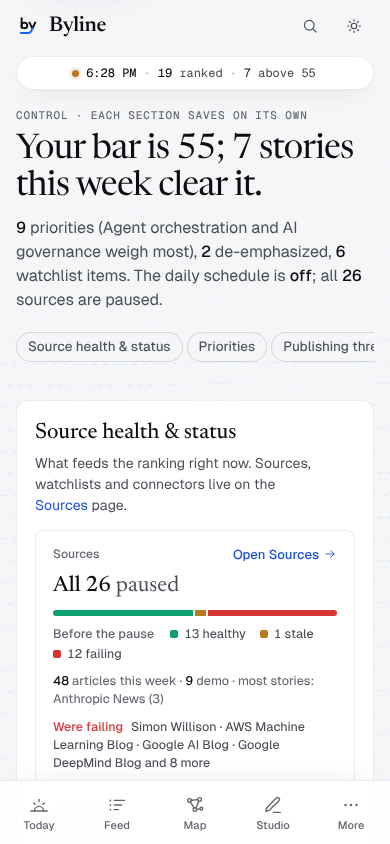 by Byline
6:28 PM · 19 ranked · 7 above 55
CONTROL · EACH SECTION SAVES ON ITS OWN
Your bar is 55; 7 stories
this week clear it.
9 priorities (Agent orchestration and AI
governance weigh most), 2 de-emphasized, 6
watchlist items. The daily schedule is off; all 26
sources are paused.
Source health & status Priorities Publishing thre
Source health & status
What feeds the ranking right now. Sources,
watchlists and connectors live on the
Sources page.
Sources Open Sources →
All 26 paused
Before the pause 13 healthy 1 stale
12 failing
48 articles this week · 9 demo · most stories:
Anthropic News (3)
Were failing Simon Willison · AWS Machine
Learning Blog · Google AI Blog · Google
DeepMind Blog and 8 more
Today Feed Map Studio More